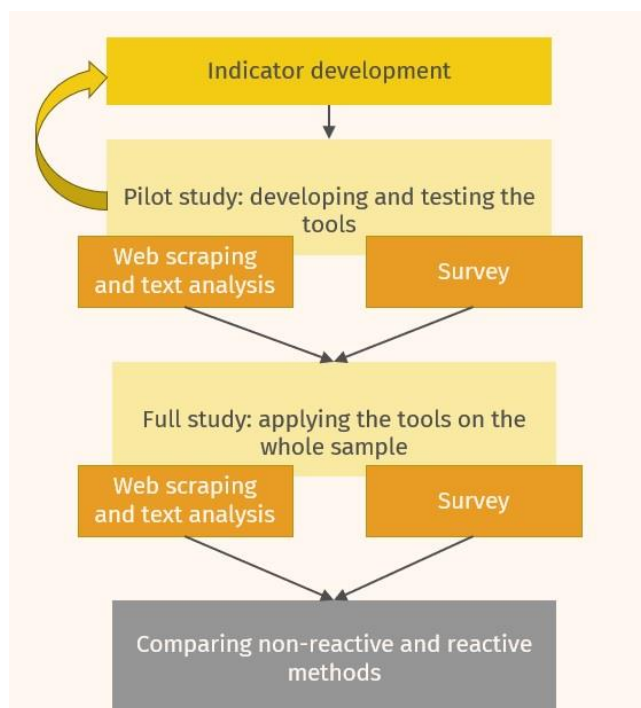 Indicator development
Pilot study: developing and testing the
tools
Web scraping
and text analysis
Survey
Full study: applying the tools on the
whole sample
Web scraping
and text analysis
Survey
Comparing non-reactive and reactive
methods